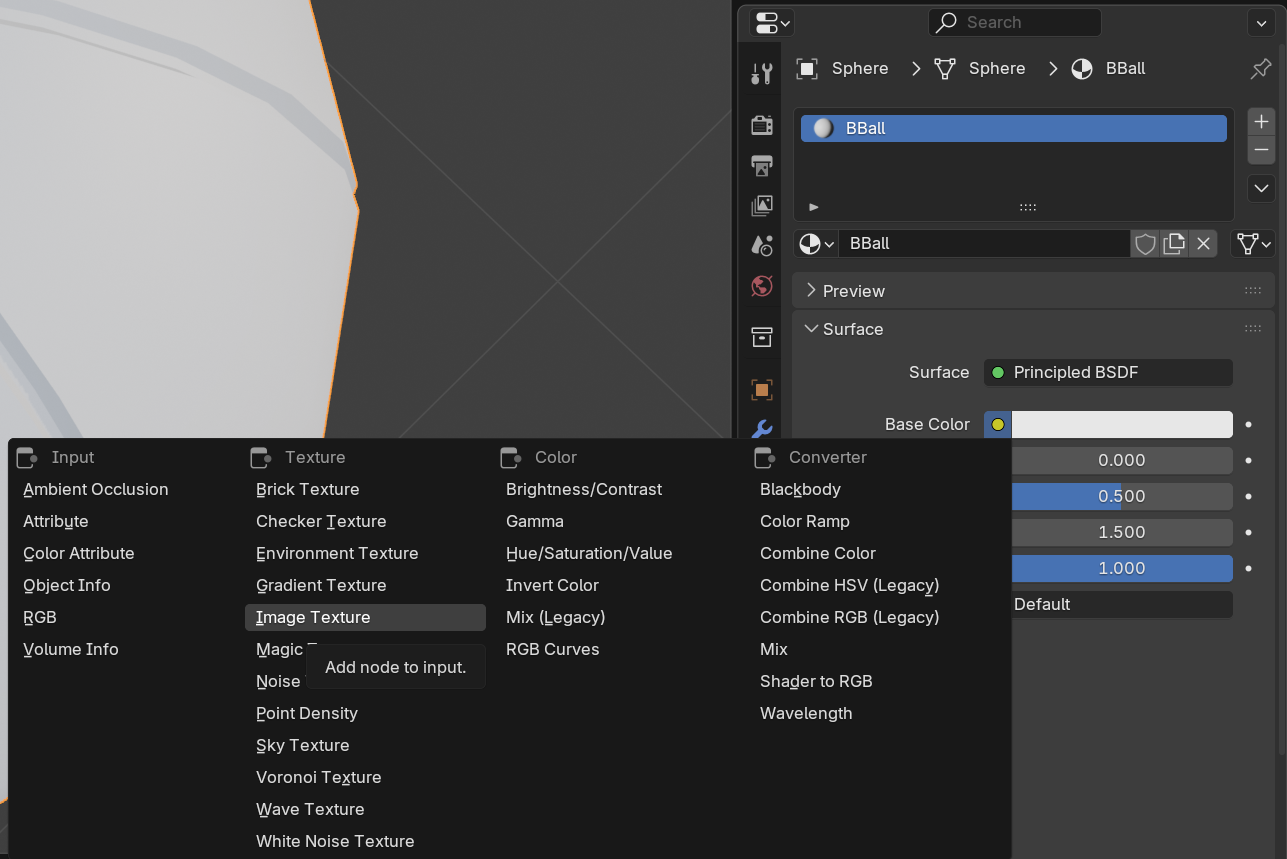 Search
Sphere
Sphere
BBall
BBall
BBall
Preview
Surface
Surface
Principled BSDF
Base Color
0.000
0.500
1.500
1.000
Default
Input
Ambient Occlusion
Attribute
Color Attribute
Object Info
RGB
Volume Info
Texture
Brick Texture
Checker Texture
Environment Texture
Gradient Texture
Image Texture
Magic
Add node to input.
Noise
Point Density
Sky Texture
Voronoi Texture
Wave Texture
White Noise Texture
Color
Brightness/Contrast
Gamma
Hue/Saturation/Value
Invert Color
Mix (Legacy)
RGB Curves
Converter
Blackbody
Color Ramp
Combine Color
Combine HSV (Legacy)
Combine RGB (Legacy)
Mix
Shader to RGB
Wavelength